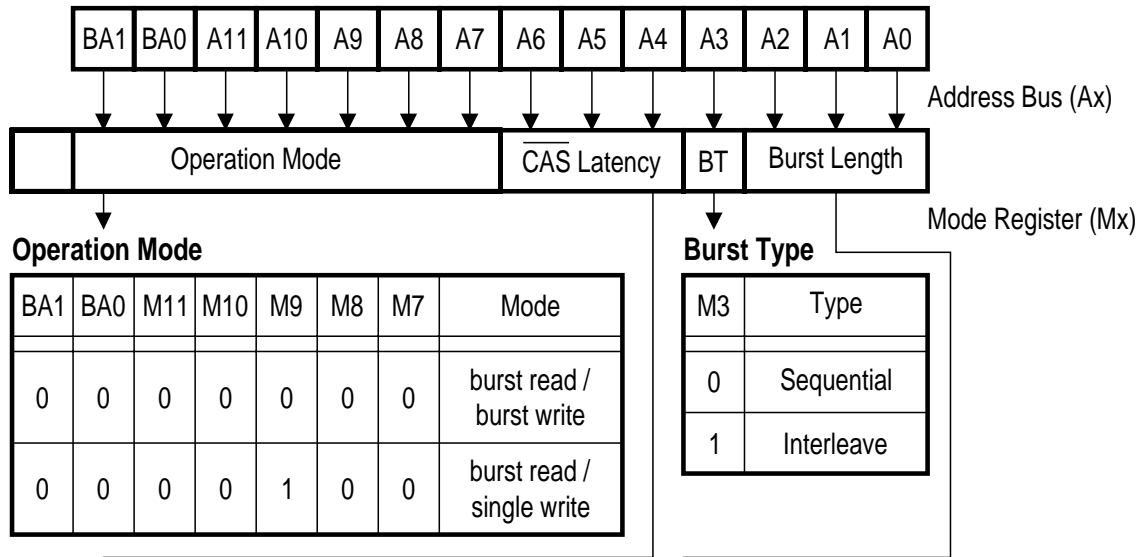 BA1 BA0 A11 A10 A9 A8 A7 A6 A5 A4 A3 A2 A1 A0
Address Bus (Ax)
Operation Mode CAS Latency BT Burst Length
Mode Register (Mx)
Operation Mode
BA1 BA0 M11 M10 M9 M8 M7 Mode
0 0 0 0 0 0 0 burst read /
burst write
0 0 0 0 1 0 0 burst read /
single write
Burst Type
M3 Type
0 Sequential
1 Interleave